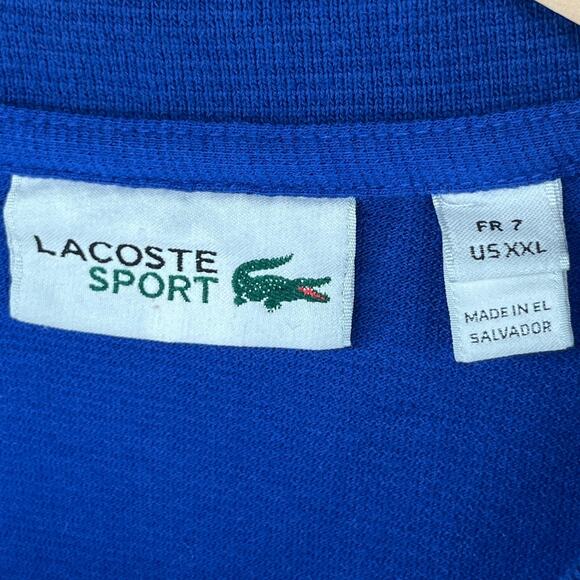 LACOSTE
SPORT
FR 7
US XXL
MADE IN EL
SALVADOR